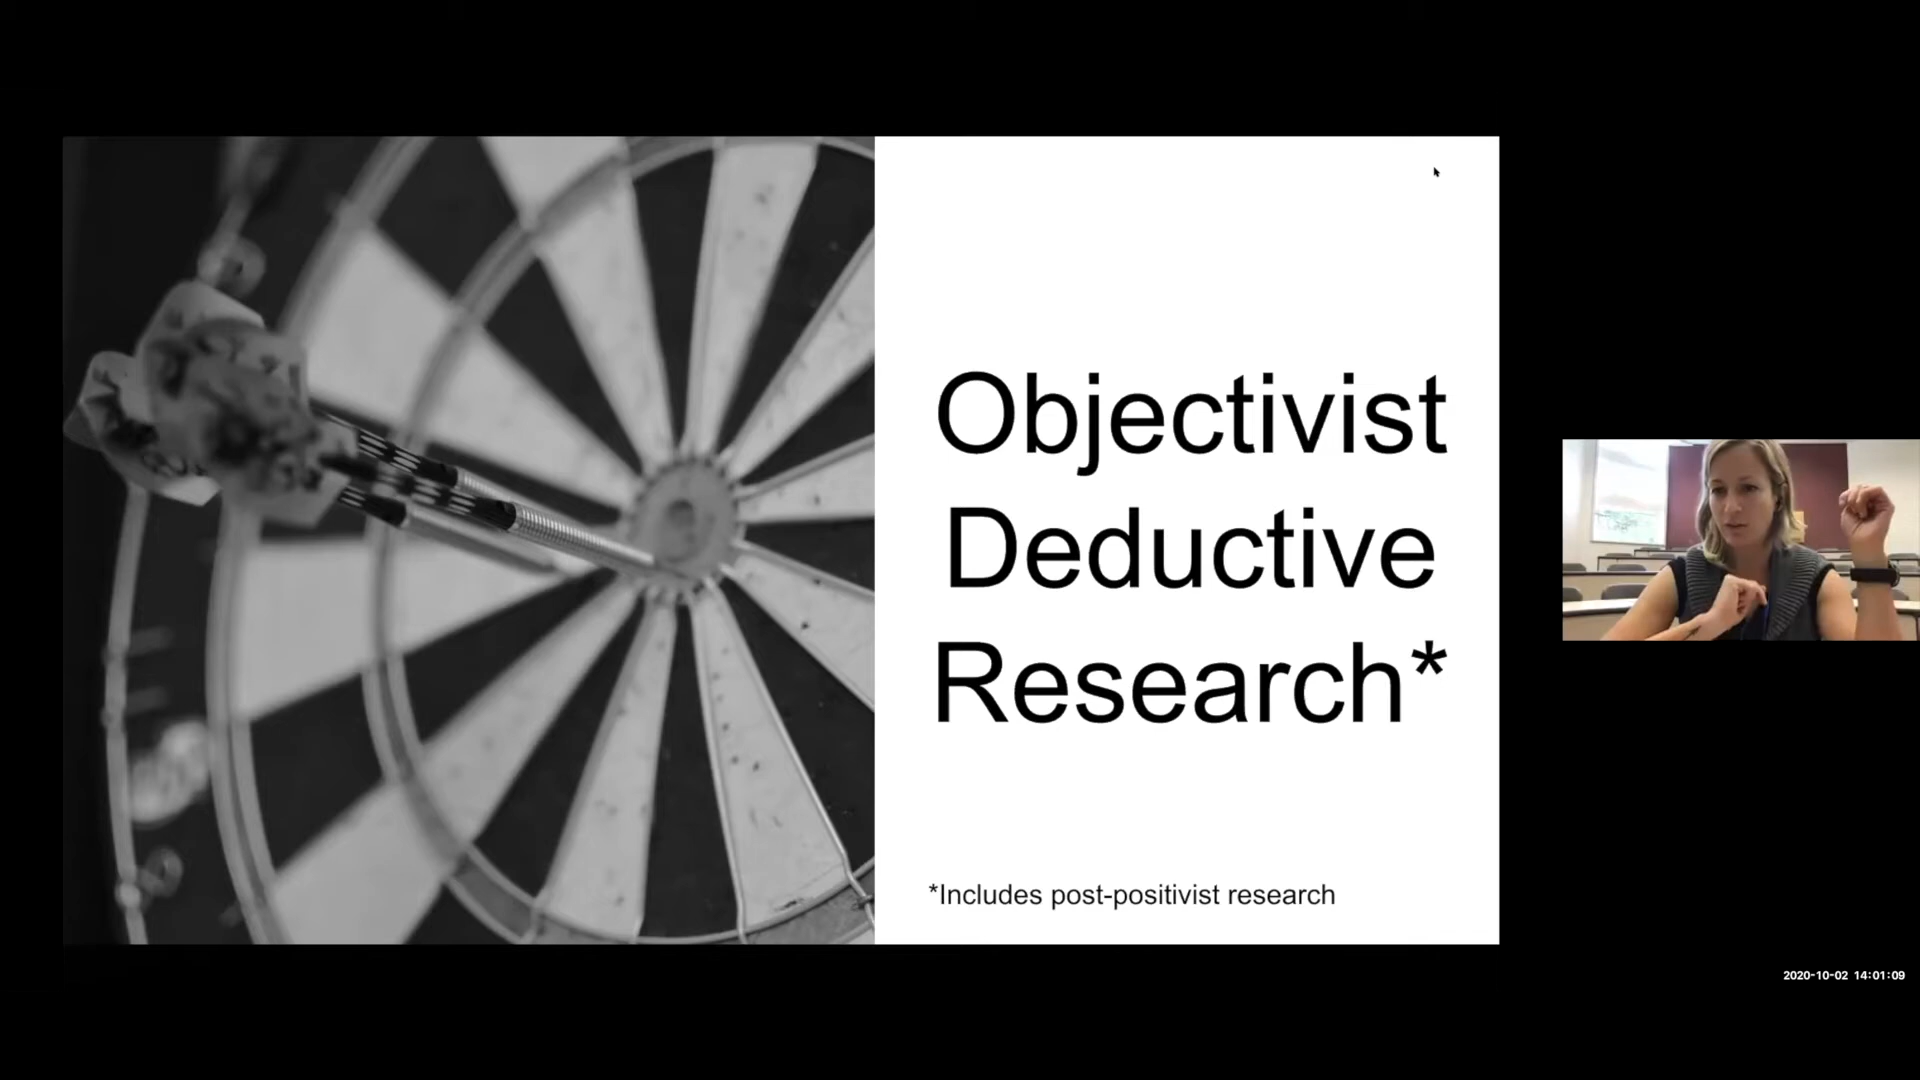 Objectivist
Deductive
Research*
*Includes post-positivist research
2020-10-02 14:01:09